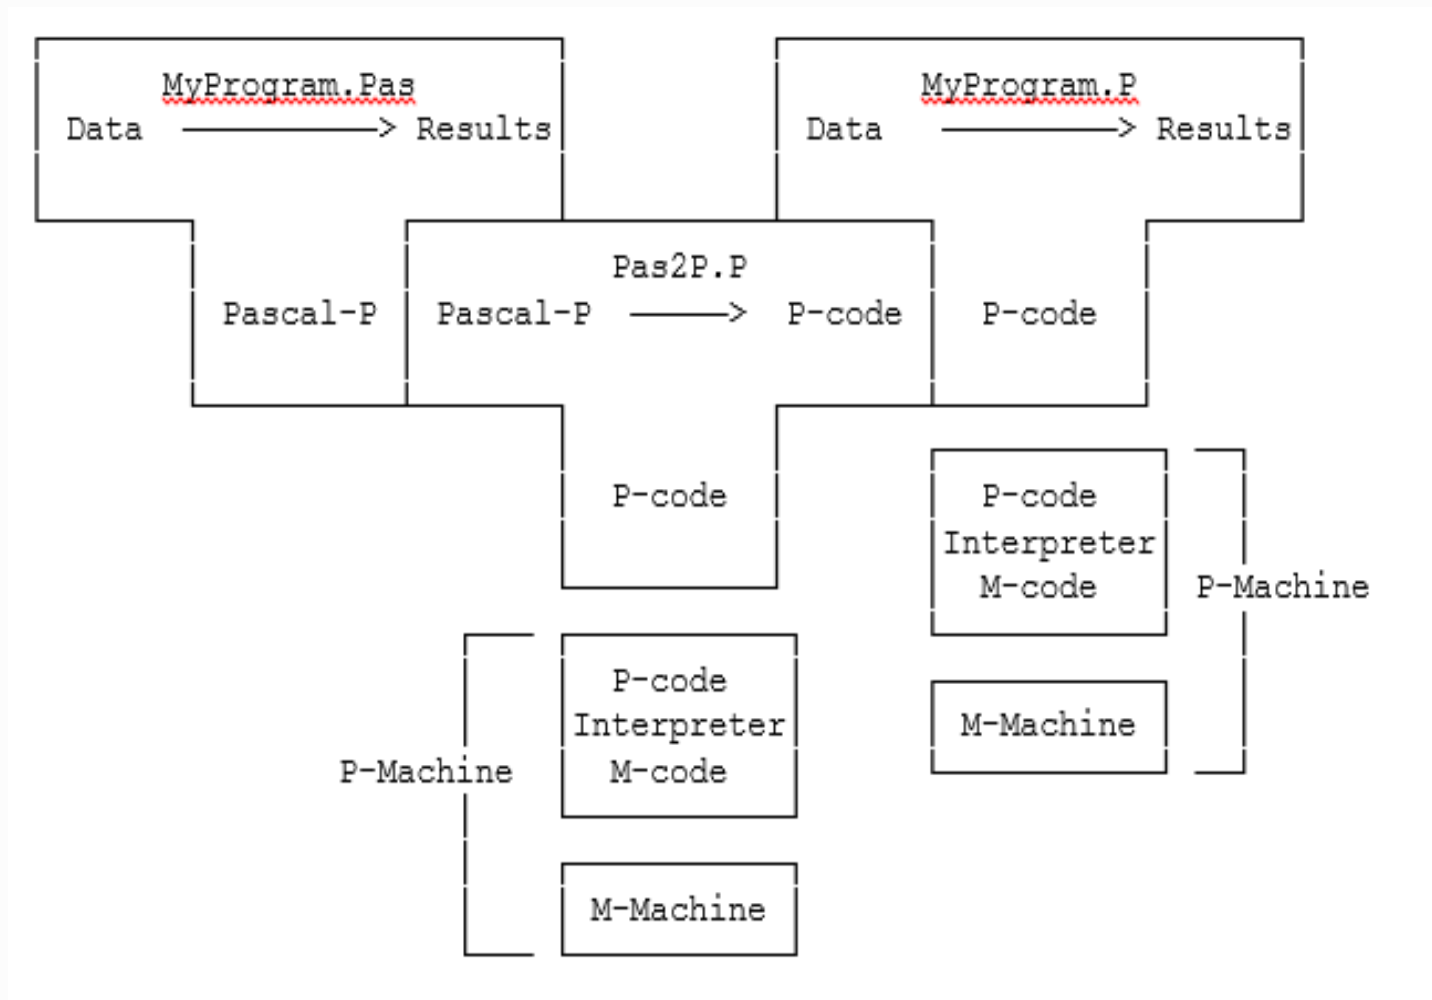 MyProgram.Pas
Data Results
MyProgram.P
Data Results
Pas2P.P
Pascal-P
Pascal-P P-code
P-code
P-code
P-code
Interpreter
M-code
P-Machine
M-Machine
P-code
Interpreter
M-code
P-Machine
M-Machine